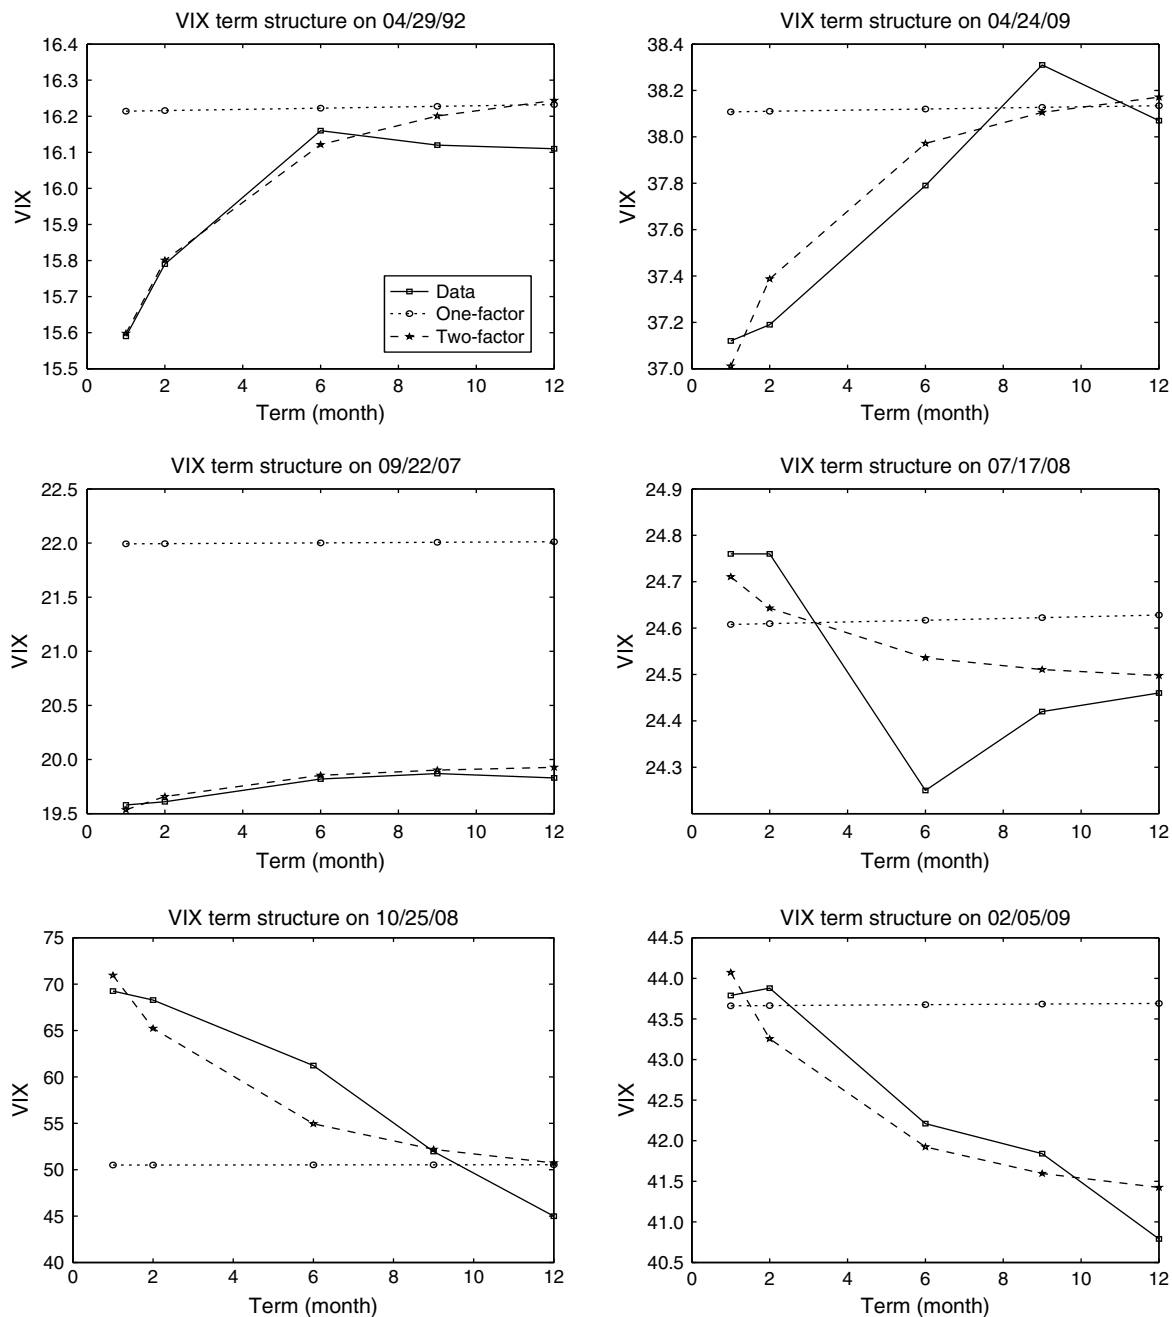 VIX term structure on 04/29/92
16.4
16.3
16.2
16.1
16.0
15.9
15.8
15.7
15.6
15.5
VIX
0 2 4 6 8 10 12
Term (month)
Data
One-factor
Two-factor
VIX term structure on 04/24/09
38.4
38.2
38.0
37.8
37.6
37.4
37.2
37.0
VIX
0 2 4 6 8 10 12
Term (month)
VIX term structure on 09/22/07
22.5
22.0
21.5
21.0
20.5
20.0
19.5
VIX
0 2 4 6 8 10 12
Term (month)
VIX term structure on 07/17/08
24.9
24.8
24.7
24.6
24.5
24.4
24.3
VIX
0 2 4 6 8 10 12
Term (month)
VIX term structure on 10/25/08
75
70
65
60
55
50
45
40
VIX
0 2 4 6 8 10 12
Term (month)
VIX term structure on 02/05/09
44.5
44.0
43.5
43.0
42.5
42.0
41.5
41.0
40.5
VIX
0 2 4 6 8 10 12
Term (month)